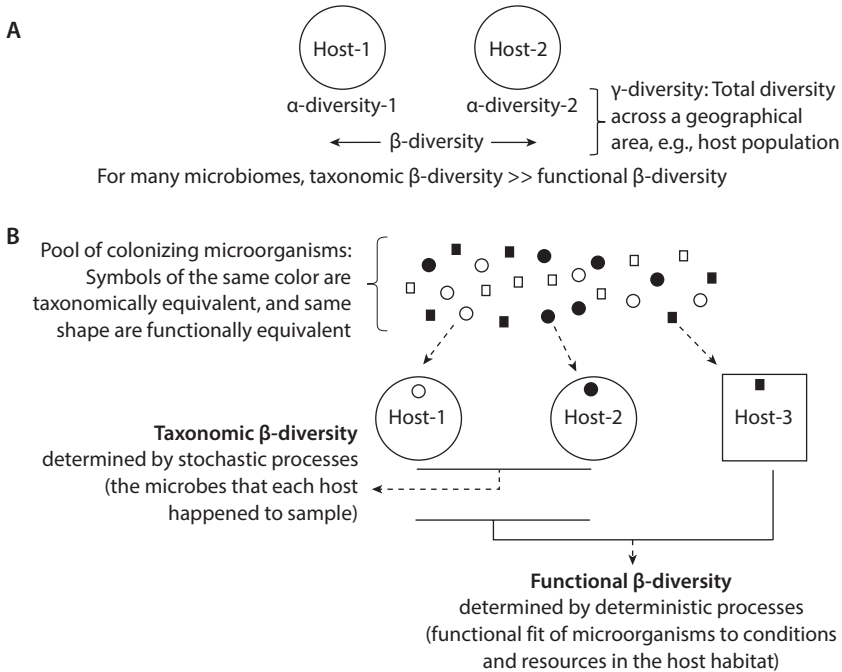 A
Host-1
Host-2
α-diversity-1
α-diversity-2
β-diversity
γ-diversity: Total diversity
across a geographical
area, e.g., host population
For many microbiomes, taxonomic β-diversity >> functional β-diversity
B
Pool of colonizing microorganisms:
Symbols of the same color are
taxonomically equivalent, and same
shape are functionally equivalent
Host-1
Host-2
Host-3
Taxonomic β-diversity
determined by stochastic processes
(the microbes that each host
happened to sample)
Functional β-diversity
determined by deterministic processes
(functional fit of microorganisms to conditions
and resources in the host habitat)